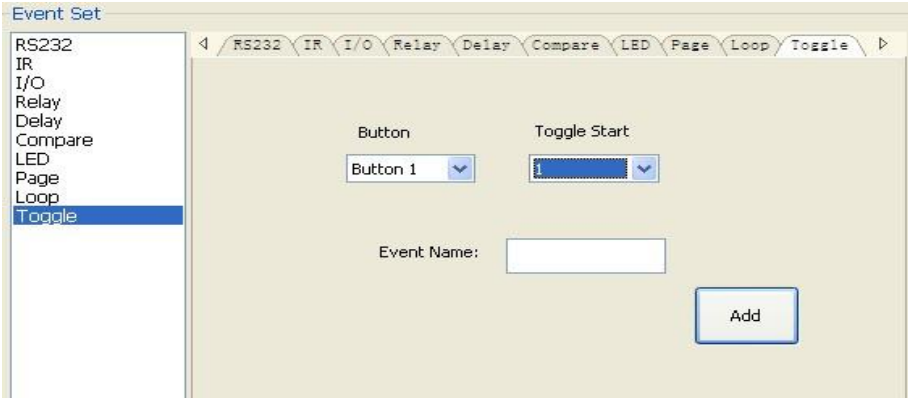 Event Set
RS232
IR
I/O
Relay
Delay
Compare
LED
Page
Loop
Toggle
RS232 IR I/O Relay Delay Compare LED Page Loop Toggle
Button Toggle Start
Button 1 1
Event Name:
Add